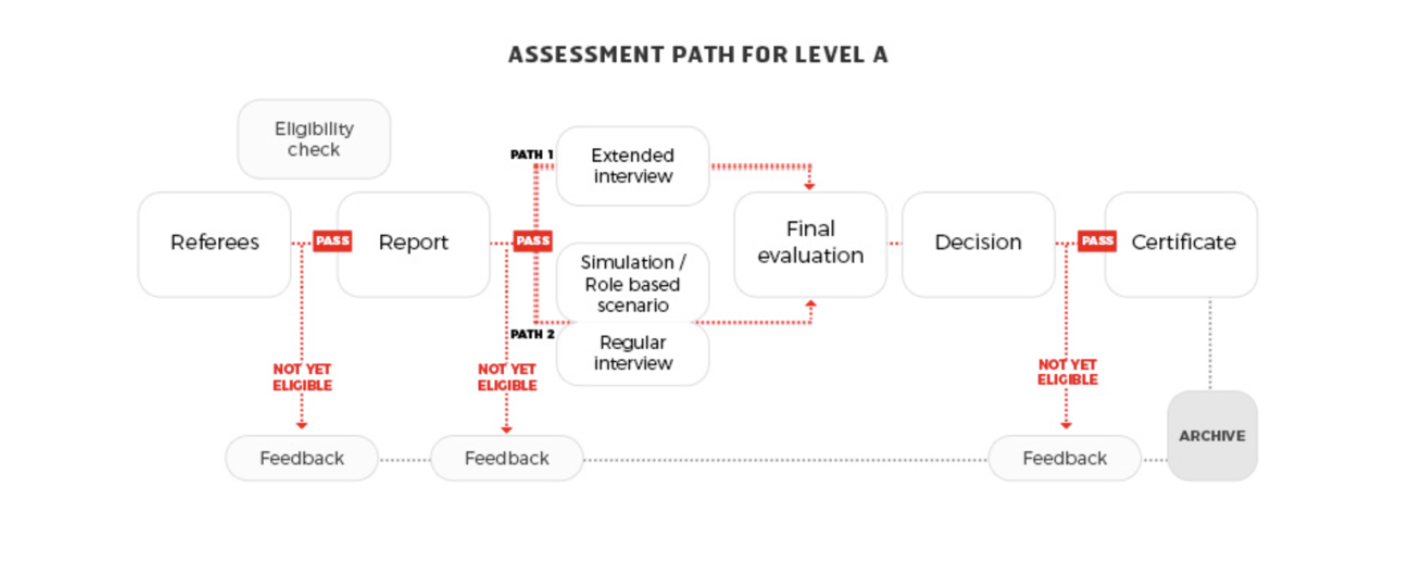 ASSESSMENT PATH FOR LEVEL A
Eligibility
check
Referees
PASS
Report
PASS
PATH 1
Extended
interview
Simulation /
Role based
scenario
PATH 2
Regular
interview
Final
evaluation
Decision
PASS
Certificate
NOT YET
ELIGIBLE
NOT YET
ELIGIBLE
NOT YET
ELIGIBLE
Feedback
Feedback
Feedback
ARCHIVE